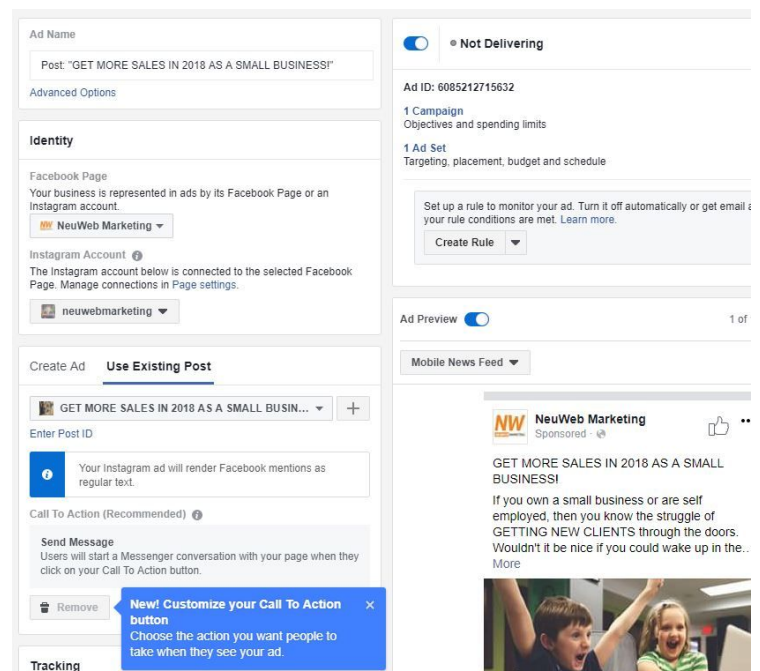 Ad Name
Post: "GET MORE SALES IN 2018 AS A SMALL BUSINESS!"
Advanced Options
Identity
Facebook Page
Your business is represented in ads by its Facebook Page or an
Instagram account.
NW NeuWeb Marketing
Instagram Account
The Instagram account below is connected to the selected Facebook
Page. Manage connections in Page settings.
neuwebmarketing
Create Ad Use Existing Post
GET MORE SALES IN 2018 AS A SMALL BUSIN...
Enter Post ID
Your Instagram ad will render Facebook mentions as
regular text.
Call To Action (Recommended)
Send Message
Users will start a Messenger conversation with your page when they
click on your Call To Action button.
Remove
New! Customize your Call To Action
button
Choose the action you want people to
take when they see your ad.
Tracking
Not Delivering
Ad ID: 6085212715632
1 Campaign
Objectives and spending limits
1 Ad Set
Targeting, placement, budget and schedule
Set up a rule to monitor your ad. Turn it off automatically or get email a
your rule conditions are met. Learn more.
Create Rule
Ad Preview 1 of
Mobile News Feed
NW
NeuWeb Marketing
Sponsored ·
GET MORE SALES IN 2018 AS A SMALL
BUSINESS!
If you own a small business or are self
employed, then you know the struggle of
GETTING NEW CLIENTS through the doors.
Wouldn't it be nice if you could wake up in the...
More